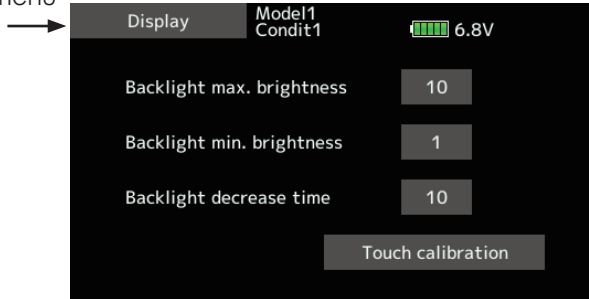 Display
Model1
Condit1
6.8V
Backlight max. brightness 10
Backlight min. brightness 1
Backlight decrease time 10
Touch calibration